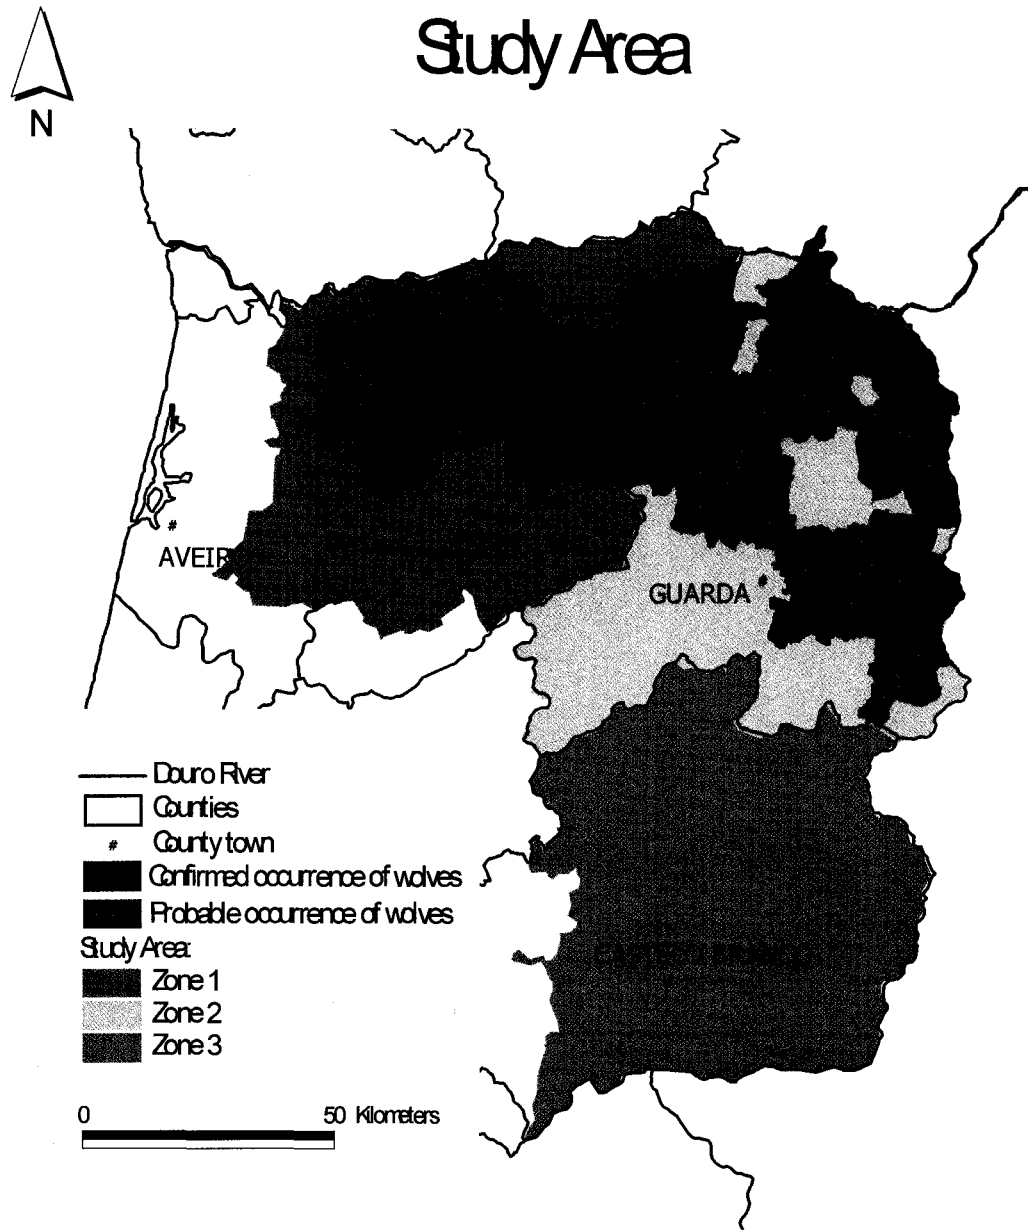 Study Area
N
AVEIR
GUARDA
Douro River
Counties
County town
Confirmed occurrence of wolves
Probable occurrence of wolves
Study Area:
Zone 1
Zone 2
Zone 3
0 50 Kilometers